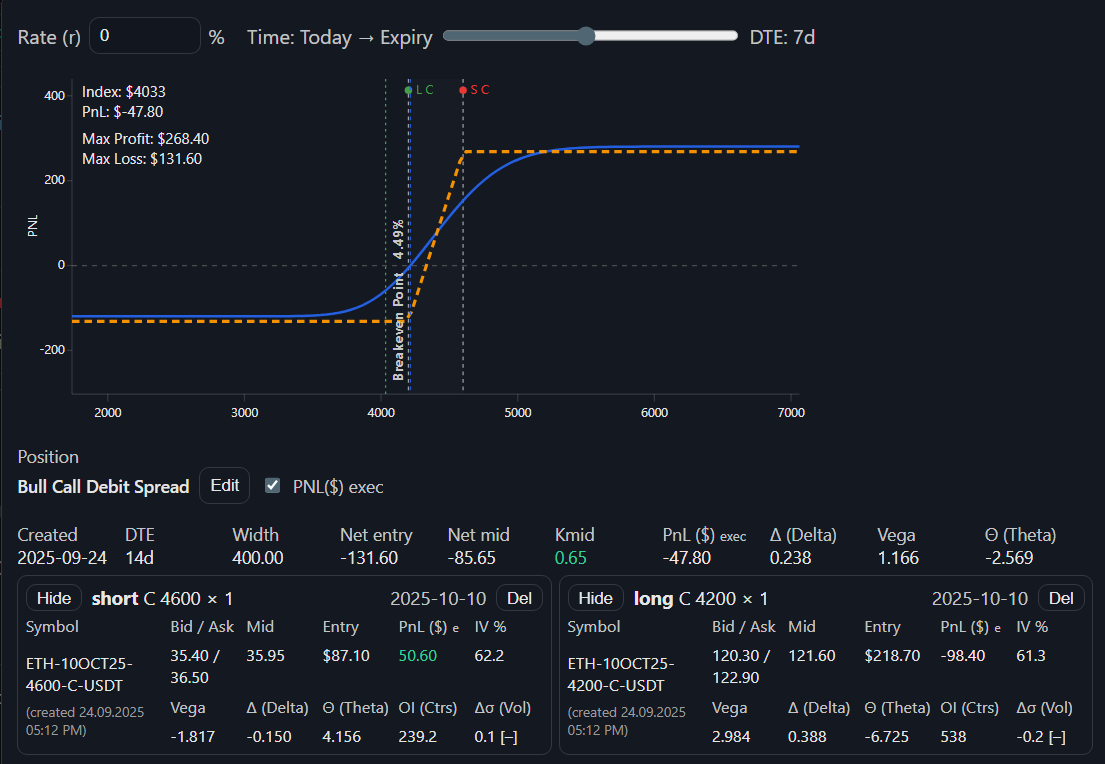 Rate (r) 0 % Time: Today → Expiry DTE: 7d
Index: $4033
PnL: $-47.80
Max Profit: $268.40
Max Loss: $131.60
LC SC
400
200
0
-200
PNL
Breakeven Point 4.49%
2000 3000 4000 5000 6000 7000
Position
Bull Call Debit Spread Edit PNL($) exec
Created DTE Width Net entry Net mid Kmid PnL ($) exec Δ (Delta) Vega Θ (Theta)
2025-09-24 14d 400.00 -131.60 -85.65 0.65 -47.80 0.238 1.166 -2.569
Hide short C 4600 × 1 2025-10-10 Del
Symbol Bid / Ask Mid Entry PnL ($) e IV %
ETH-10OCT25-
4600-C-USDT
(created 24.09.2025
05:12 PM)
35.40 /
36.50
35.95 $87.10 50.60 62.2
Vega Δ (Delta) Θ (Theta) OI (Ctrs) Δσ (Vol)
-1.817 -0.150 4.156 239.2 0.1 [–]
Hide long C 4200 × 1 2025-10-10 Del
Symbol Bid / Ask Mid Entry PnL ($) e IV %
ETH-10OCT25-
4200-C-USDT
(created 24.09.2025
05:12 PM)
120.30 /
122.90
121.60 $218.70 -98.40 61.3
Vega Δ (Delta) Θ (Theta) OI (Ctrs) Δσ (Vol)
2.984 0.388 -6.725 538 -0.2 [–]